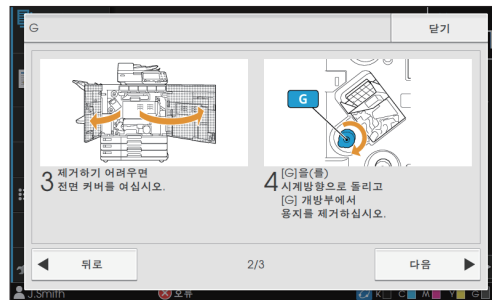 G
닫기
G
3 제거하기 어려우면
전면 커버를 여십시오.
4 [G]을(를)
시계방향으로 돌리고
[G] 개방부에서
용지를 제거하십시오.
뒤로
2/3
다음
J.Smith
오류
K
C
M
Y
G